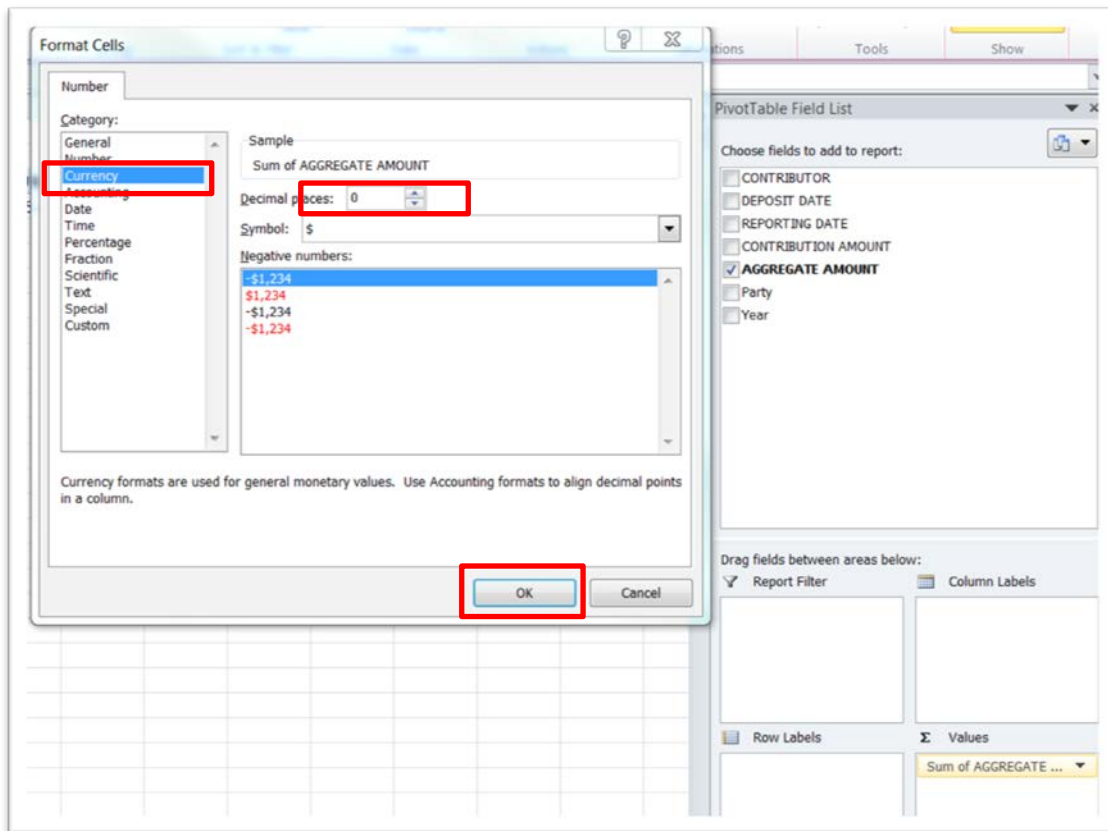 Format Cells
Number
Category:
General
Number
Currency
Accounting
Date
Time
Percentage
Fraction
Scientific
Text
Special
Custom
Sample
Sum of AGGREGATE AMOUNT
Decimal places: 0
Symbol: $
Negative numbers:
-$1,234
$1,234
-$1,234
-$1,234
Currency formats are used for general monetary values. Use Accounting formats to align decimal points
in a column.
OK
Cancel
Tools
Show
PivotTable Field List
Choose fields to add to report:
CONTRIBUTOR
DEPOSIT DATE
REPORTING DATE
CONTRIBUTION AMOUNT
AGGREGATE AMOUNT
Party
Year
Drag fields between areas below:
Report Filter
Column Labels
Row Labels
Σ Values
Sum of AGGREGATE ...